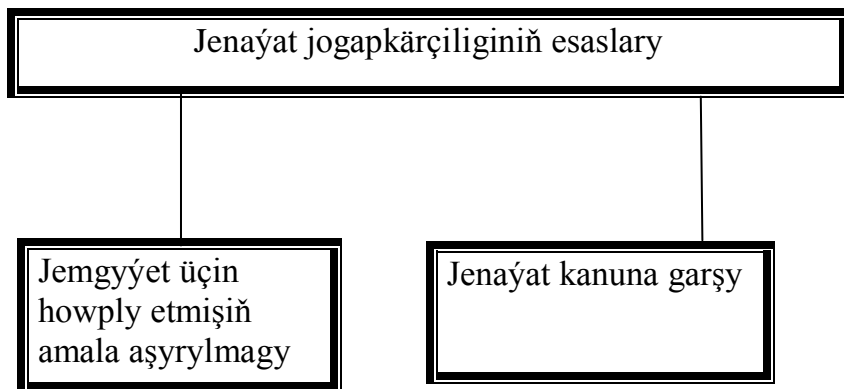 Jenaýat jogapkärçiliginiň esaslary
Jemgyýet üçin
howply etmişiň
amala aşyrylmagy
Jenaýat kanuna garşy